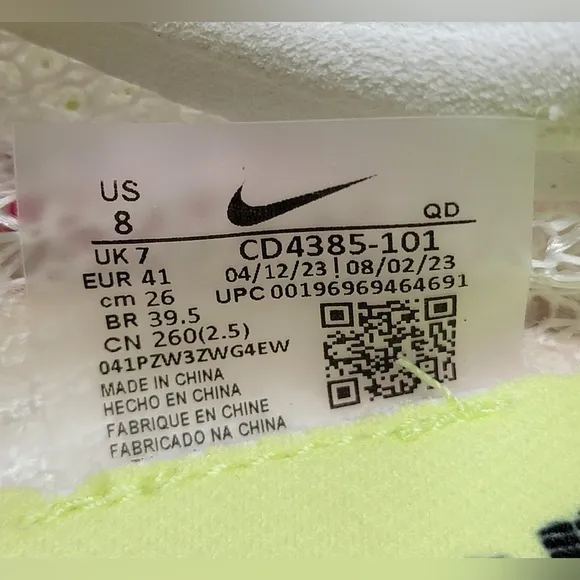 US
8
QD
UK 7
CD4385-101
EUR 41
04/12/23 ! 08/02/23
cm 26
UPC 00196969464691
BR 39.5
CN 260(2.5)
041PZW3ZWG4EW
MADE IN CHINA
HECHO EN CHINA
FABRIQUE EN CHINE
FABRICADO NA CHINA